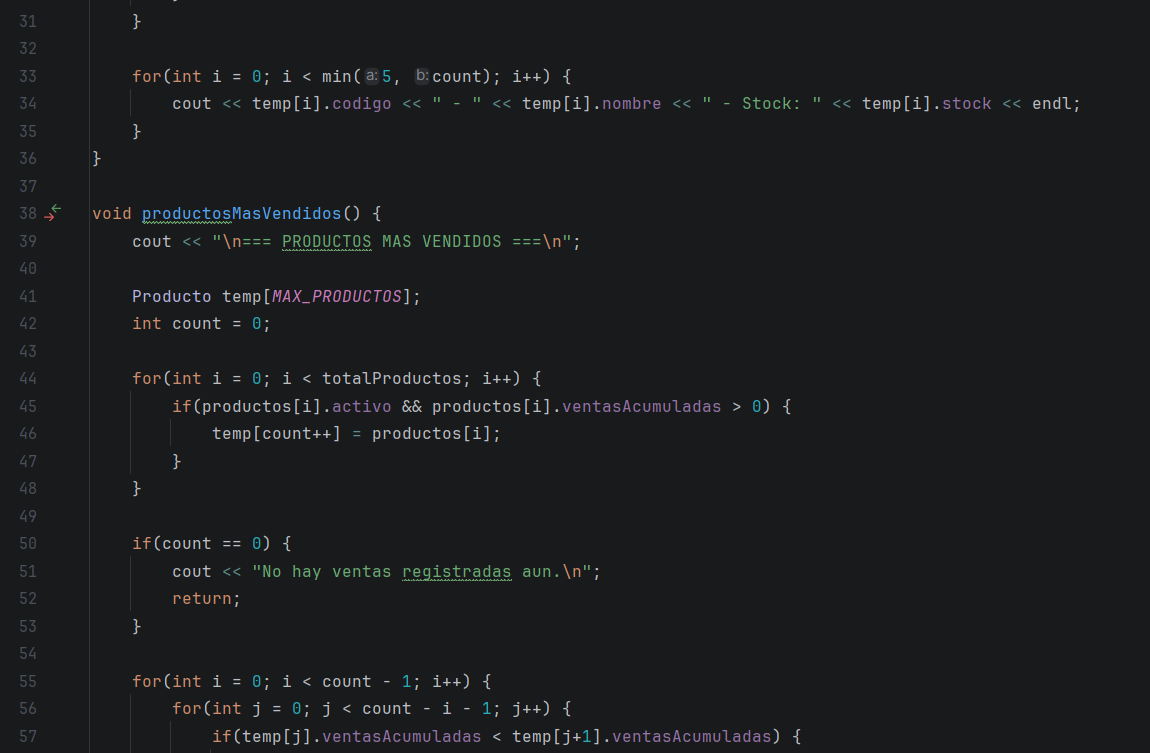 31 }
32
33 for(int i = 0; i < min(a: 5, b: count); i++) {
34 cout << temp[i].codigo << " - " << temp[i].nombre << " - Stock: " << temp[i].stock << endl;
35 }
36 }
37
38 void productosMasVendidos() {
39 cout << "\n=== PRODUCTOS MAS VENDIDOS ===\n";
40
41 Producto temp[MAX_PRODUCTOS];
42 int count = 0;
43
44 for(int i = 0; i < totalProductos; i++) {
45 if(productos[i].activo && productos[i].ventasAcumuladas > 0) {
46 temp[count++] = productos[i];
47 }
48 }
49
50 if(count == 0) {
51 cout << "No hay ventas registradas aun.\n";
52 return;
53 }
54
55 for(int i = 0; i < count - 1; i++) {
56 for(int j = 0; j < count - i - 1; j++) {
57 if(temp[j].ventasAcumuladas < temp[j+1].ventasAcumuladas) {